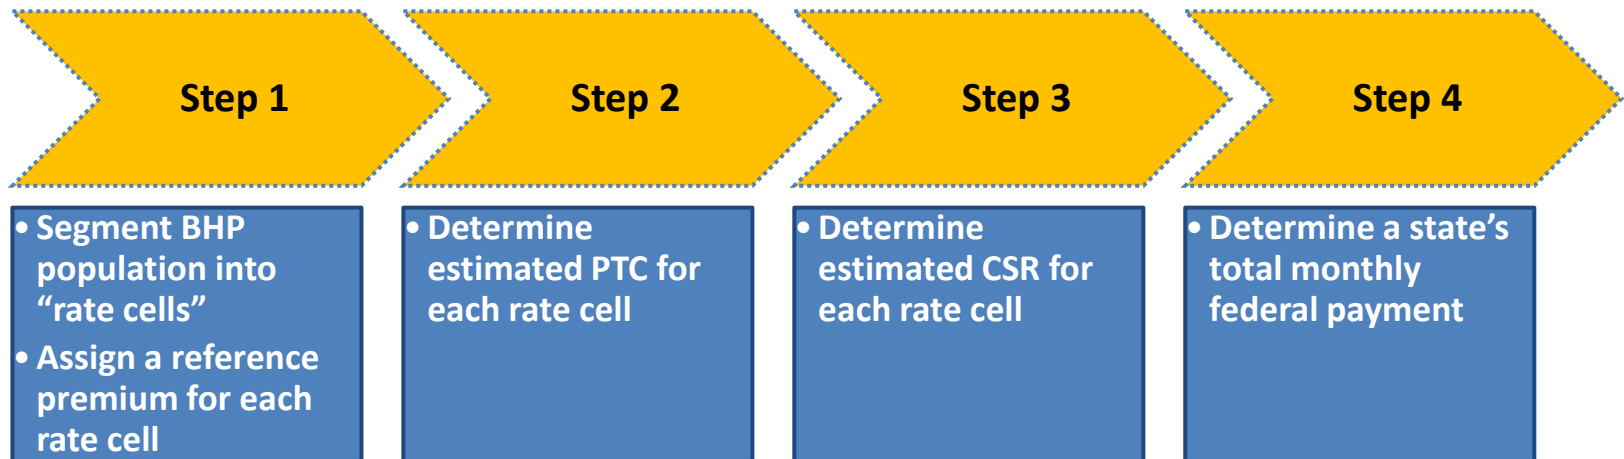 Step 1
Step 2
Step 3
Step 4
• Segment BHP
population into
“rate cells”
• Assign a reference
premium for each
rate cell
• Determine
estimated PTC for
each rate cell
• Determine
estimated CSR for
each rate cell
• Determine a state’s
total monthly
federal payment